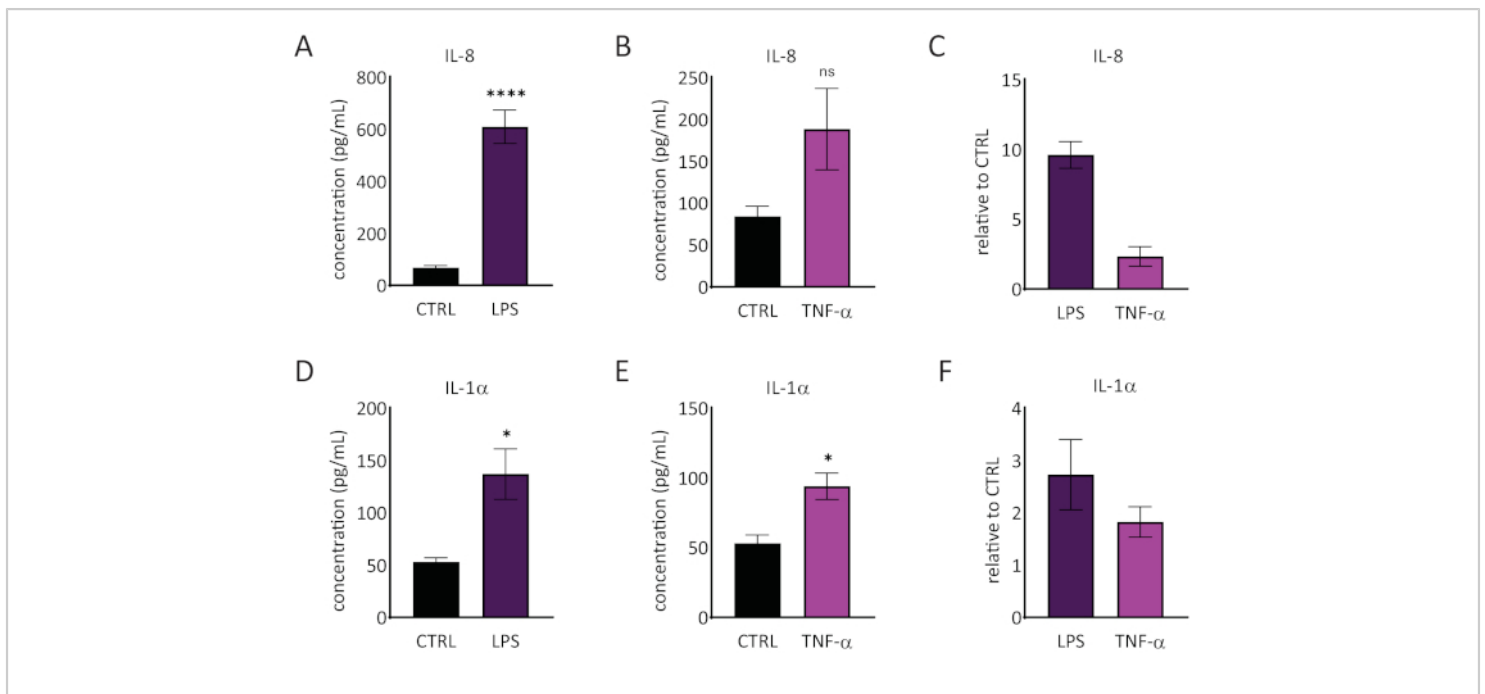 A
IL-8
concentration (pg/mL)
800
600
400
200
0
****
CTRL LPS
B
IL-8
concentration (pg/mL)
250
200
150
100
50
0
ns
CTRL TNF-α
C
IL-8
relative to CTRL
15
10
5
0
LPS TNF-α
D
IL-1α
concentration (pg/mL)
200
150
100
50
0
*
CTRL LPS
E
IL-1α
concentration (pg/mL)
150
100
50
0
*
CTRL TNF-α
F
IL-1α
relative to CTRL
4
3
2
1
0
LPS TNF-α